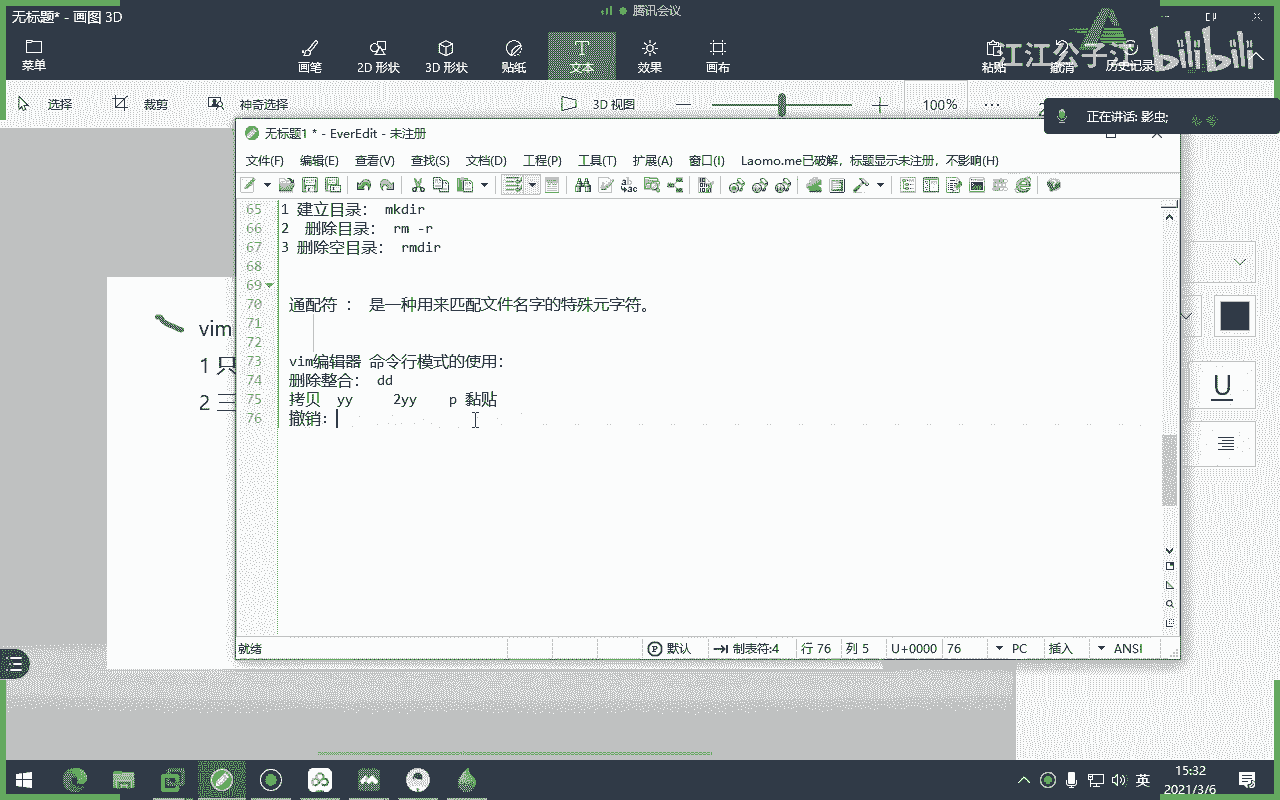 无标题* - 画图 3D
腾讯会议
菜单
画笔 2D 形状 3D 形状 贴纸 文本 效果 画布 粘贴 撤消 历史记录
江江公子江 bilibili
选择 裁剪 神奇选择 3D 视图 100%
正在讲话: 影虫;
无标题1 * - EverEdit - 未注册
文件(F) 编辑(E) 查看(V) 查找(S) 文档(D) 工程(P) 工具(T) 扩展(A) 窗口(I) Laomo.me已破解，标题显示未注册，不影响(H)
65 1 建立目录： mkdir
66 2 删除目录： rm -r
67 3 删除空目录： rmdir
68
69
70 通配符 ： 是一种用来匹配文件名字的特殊元字符。
71
72
73 vim编辑器 命令行模式的使用：
74 删除整合： dd
75 拷贝 yy 2yy p 黏贴
76 撤销：
vim
1 只
2 三
U
就绪 默认 制表符:4 行 76 列 5 U+0000 76 PC 插入 ANSI
英
15:32
2021/3/6